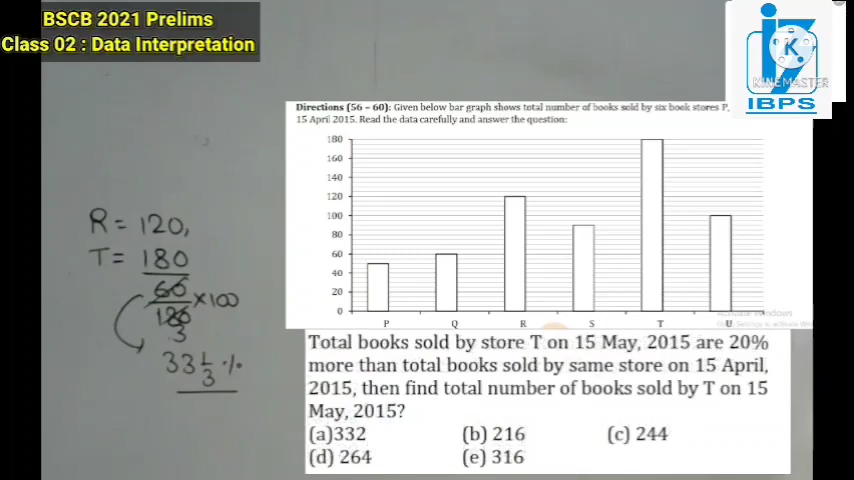 BSCB 2021 Prelims
Class 02 : Data Interpretation
KINEMASTER
IBPS
Directions (56 – 60): Given below bar graph shows total number of books sold by six book stores P,
15 April 2015. Read the data carefully and answer the question:
180
160
140
120
100
80
60
40
20
0
P Q R S T U
R = 120,
T = 180
60
180 ×100
3
33 1/3 %
Total books sold by store T on 15 May, 2015 are 20%
more than total books sold by same store on 15 April,
2015, then find total number of books sold by T on 15
May, 2015?
(a)332 (b) 216 (c) 244
(d) 264 (e) 316